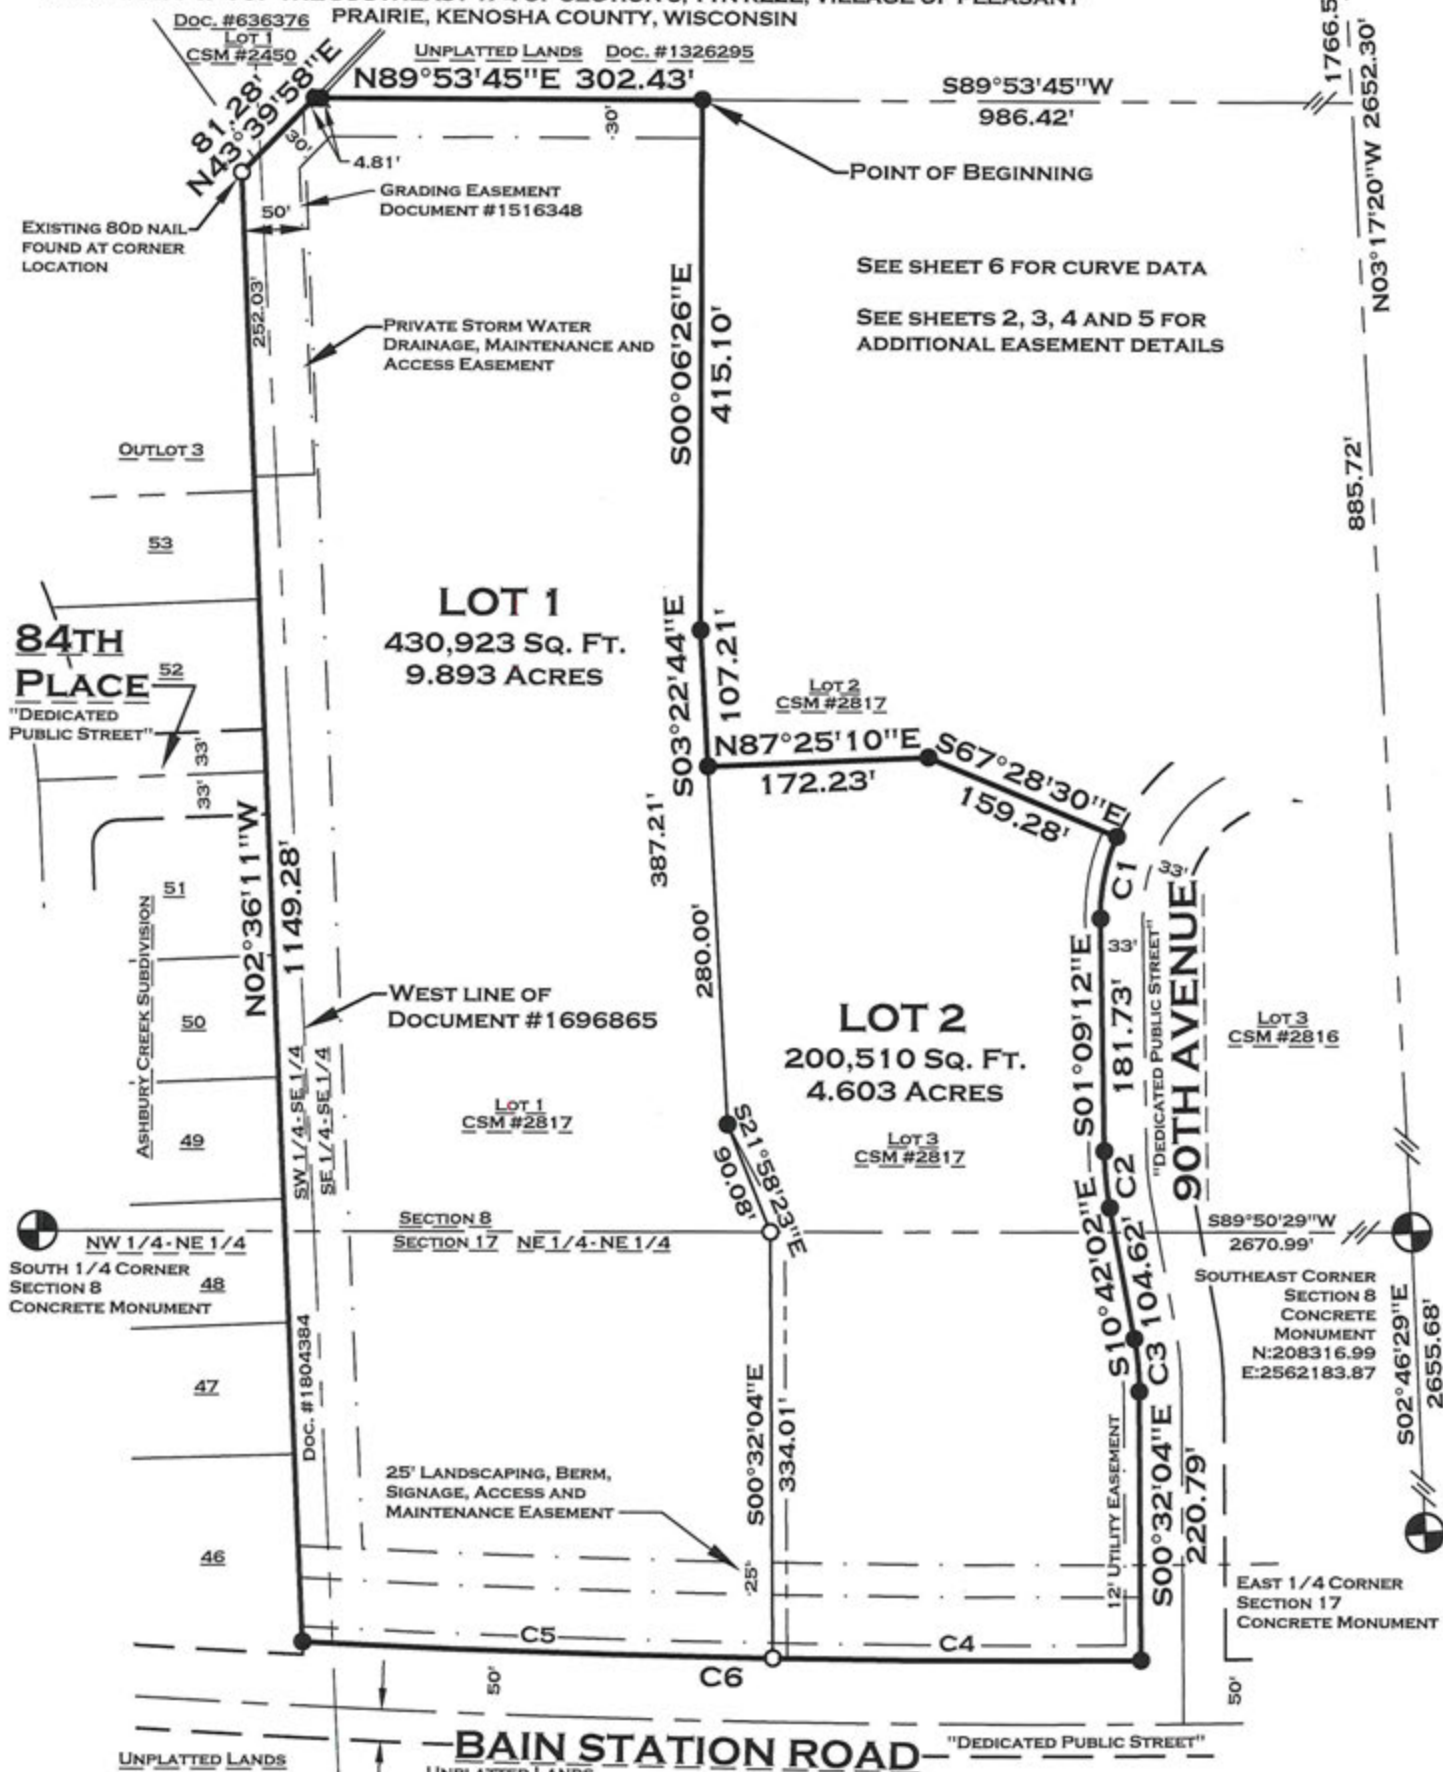 PRAIRIE, KENOSHA COUNTY, WISCONSIN
DOC. #636376
LOT 1
CSM #2450
UNPLATTED LANDS DOC. #1326295
N89°53'45"E 302.43'
S89°53'45"W
986.42'
1766.5
N03°17'20"W 2652.30'
885.72'
81.28'
N43°39'58"E
30'
30'
4.81'
POINT OF BEGINNING
GRADING EASEMENT
DOCUMENT #1516348
50'
EXISTING 80D NAIL
FOUND AT CORNER
LOCATION
252.03'
SEE SHEET 6 FOR CURVE DATA
SEE SHEETS 2, 3, 4 AND 5 FOR
ADDITIONAL EASEMENT DETAILS
PRIVATE STORM WATER
DRAINAGE, MAINTENANCE AND
ACCESS EASEMENT
S00°06'26"E
415.10'
OUTLOT 3
53
LOT 1
430,923 SQ. FT.
9.893 ACRES
84TH
PLACE
"DEDICATED
PUBLIC STREET"
52
33'
33'
S03°22'44"E
107.21'
LOT 2
CSM #2817
N87°25'10"E
172.23'
S67°28'30"E
159.28'
387.21'
280.00'
C1
33'
33'
N02°36'11"W
1149.28'
51
ASHBURY CREEK SUBDIVISION
50
49
WEST LINE OF
DOCUMENT #1696865
SW 1/4-SE 1/4
SE 1/4-SE 1/4
LOT 1
CSM #2817
LOT 2
200,510 SQ. FT.
4.603 ACRES
LOT 3
CSM #2817
S01°09'12"E
181.73'
"DEDICATED PUBLIC STREET"
90TH AVENUE
LOT 3
CSM #2816
S21°58'23"E
90.08'
C2
S10°42'02"E
104.62'
C3
SECTION 8
SECTION 17 NE 1/4-NE 1/4
NW 1/4-NE 1/4
SOUTH 1/4 CORNER
SECTION 8
CONCRETE MONUMENT
S89°50'29"W
2670.99'
SOUTHEAST CORNER
SECTION 8
CONCRETE
MONUMENT
N:208316.99
E:2562183.87
S02°46'29"E
2655.68'
48
47
46
DOC. #1804384
S00°32'04"E
334.01'
25' LANDSCAPING, BERM,
SIGNAGE, ACCESS AND
MAINTENANCE EASEMENT
25'
12' UTILITY EASEMENT
S00°32'04"E
220.79'
EAST 1/4 CORNER
SECTION 17
CONCRETE MONUMENT
C5
C4
C6
50'
50'
BAIN STATION ROAD
"DEDICATED PUBLIC STREET"
UNPLATTED LANDS